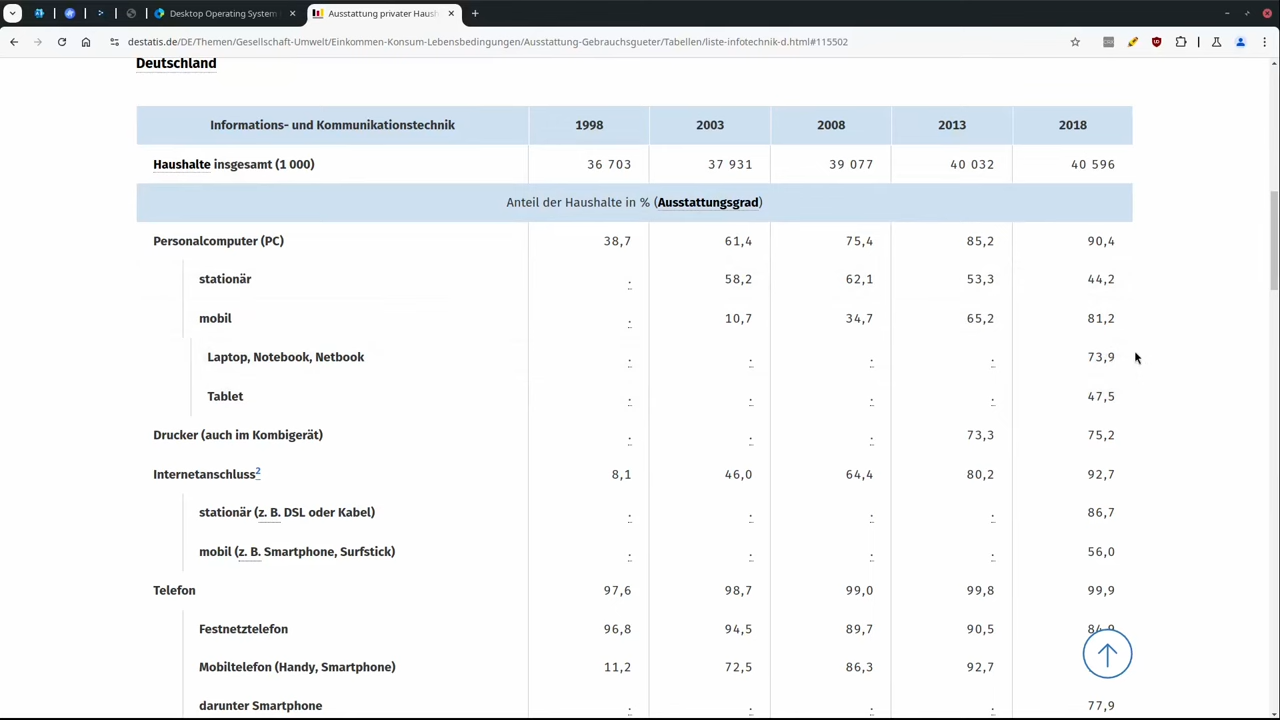 Desktop Operating System
Ausstattung privater Haush
destatis.de/DE/Themen/Gesellschaft-Umwelt/Einkommen-Konsum-Lebensbedingungen/Ausstattung-Gebrauchsgueter/Tabellen/liste-infotechnik-d.html#115502
Deutschland
Informations- und Kommunikationstechnik 1998 2003 2008 2013 2018
Haushalte insgesamt (1 000) 36 703 37 931 39 077 40 032 40 596
Anteil der Haushalte in % (Ausstattungsgrad)
Personalcomputer (PC) 38,7 61,4 75,4 85,2 90,4
stationär . 58,2 62,1 53,3 44,2
mobil . 10,7 34,7 65,2 81,2
Laptop, Notebook, Netbook . . . . 73,9
Tablet . . . . 47,5
Drucker (auch im Kombigerät) . . . 73,3 75,2
Internetanschluss2 8,1 46,0 64,4 80,2 92,7
stationär (z. B. DSL oder Kabel) . . . . 86,7
mobil (z. B. Smartphone, Surfstick) . . . . 56,0
Telefon 97,6 98,7 99,0 99,8 99,9
Festnetztelefon 96,8 94,5 89,7 90,5
Mobiltelefon (Handy, Smartphone) 11,2 72,5 86,3 92,7
darunter Smartphone . . . . 77,9